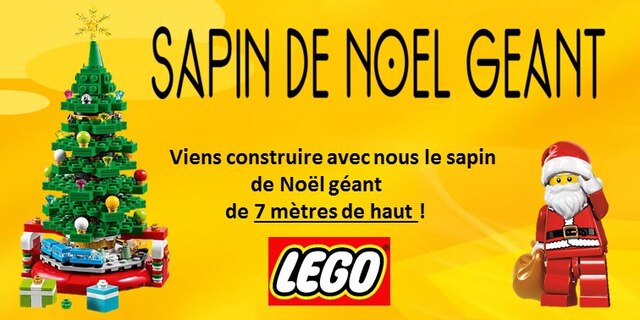 SAPIN DE NOEL GEANT
Viens construire avec nous le sapin
de Noël géant
de 7 mètres de haut !
LEGO